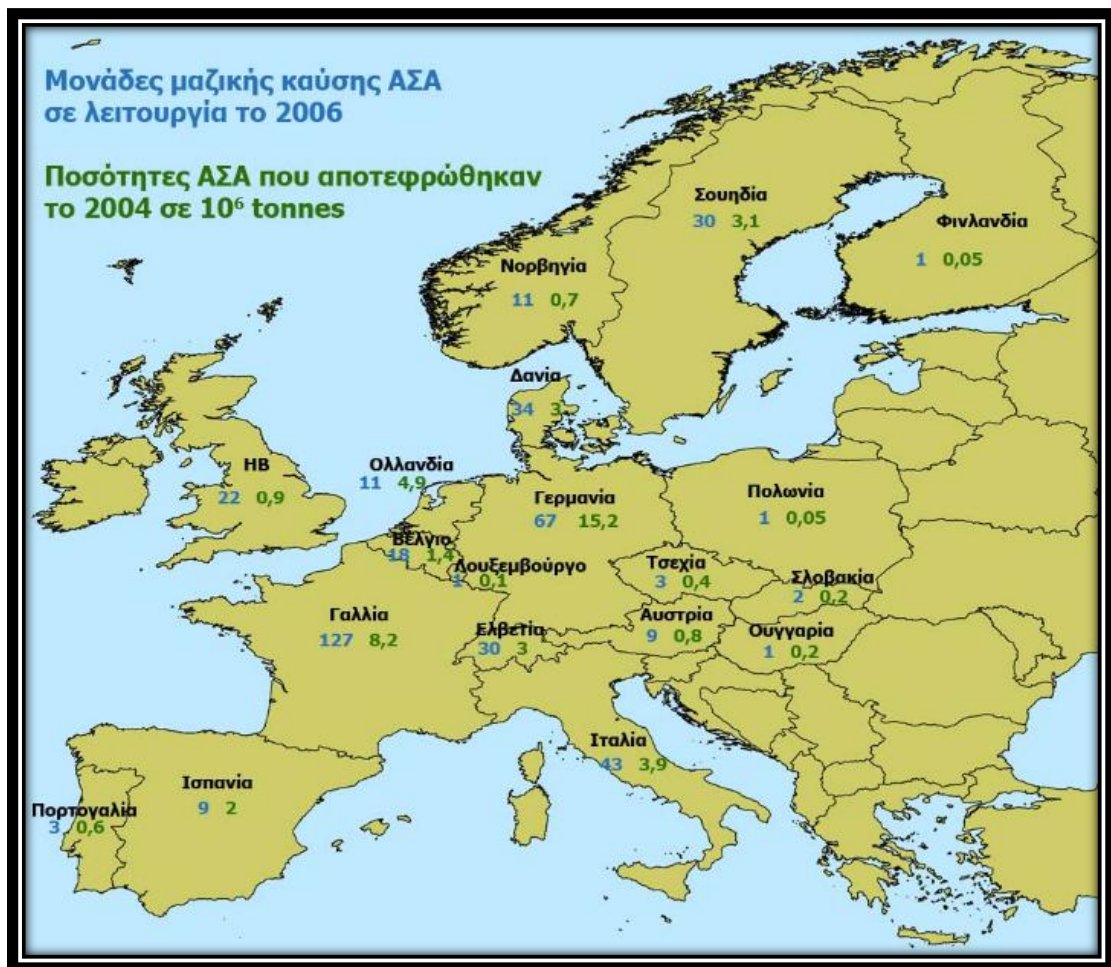 Μονάδες μαζικής καύσης ΑΣΑ
σε λειτουργία το 2006
Ποσότητες ΑΣΑ που αποτεφρώθηκαν
το 2004 σε 10⁶ tonnes
Σουηδία
30 3,1
Φινλανδία
1 0,05
Νορβηγία
11 0,7
Δανία
34 3
ΗΒ
22 0,9
Ολλανδία
11 4,9
Γερμανία
67 15,2
Πολωνία
1 0,05
Βέλγιο
18 1,4
Λουξεμβούργο
1 0,1
Τσεχία
3 0,4
Σλοβακία
2 0,2
Γαλλία
127 8,2
Ελβετία
30 3
Αυστρία
9 0,8
Ουγγαρία
1 0,2
Ιταλία
43 3,9
Ισπανία
9 2
Πορτογαλία
3 0,6